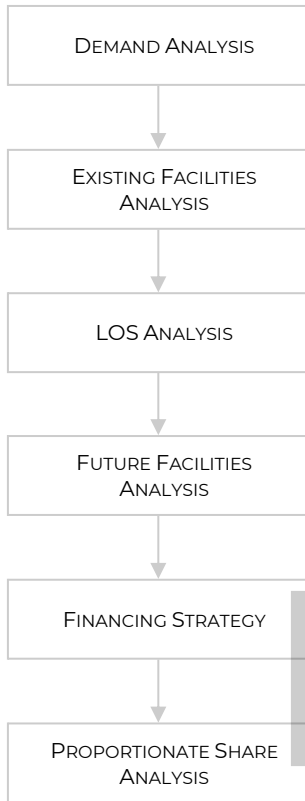 DEMAND ANALYSIS
EXISTING FACILITIES
ANALYSIS
LOS ANALYSIS
FUTURE FACILITIES
ANALYSIS
FINANCING STRATEGY
PROPORTIONATE SHARE
ANALYSIS